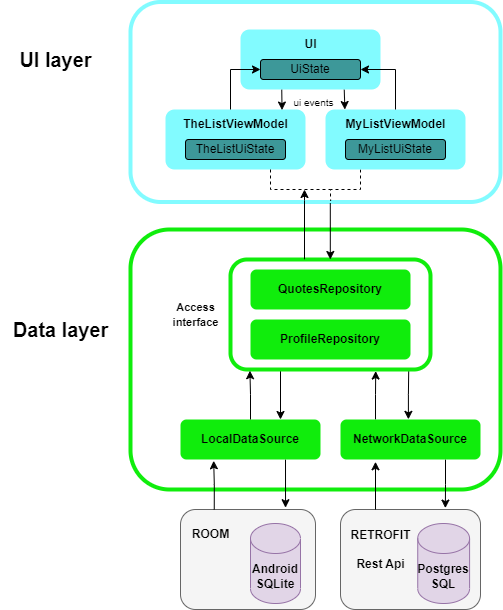 UI layer
UI
UiState
ui events
TheListViewModel
TheListUiState
MyListViewModel
MyListUiState
Data layer
Access
interface
QuotesRepository
ProfileRepository
LocalDataSource
NetworkDataSource
ROOM
Android
SQLite
RETROFIT
Rest Api
Postgres
SQL